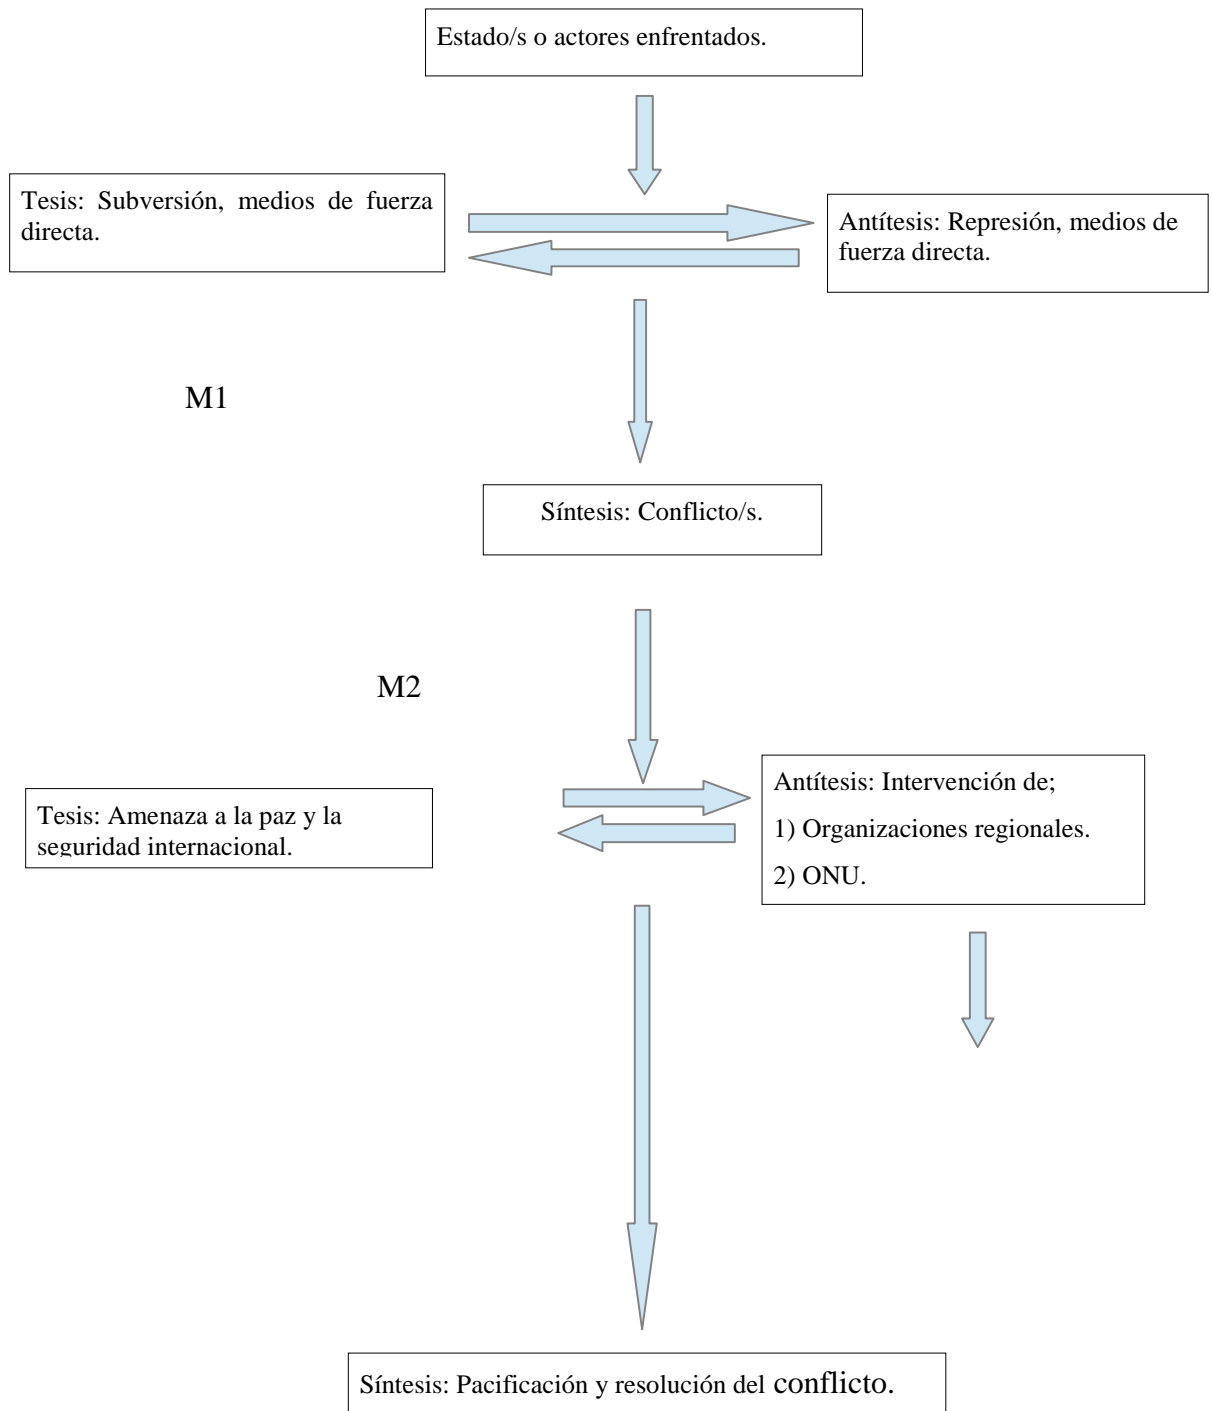 Estado/s o actores enfrentados.
Tesis: Subversión, medios de fuerza
directa.
Antítesis: Represión, medios de
fuerza directa.
M1
Síntesis: Conflicto/s.
M2
Tesis: Amenaza a la paz y la
seguridad internacional.
Antítesis: Intervención de;
1) Organizaciones regionales.
2) ONU.
Síntesis: Pacificación y resolución del conflicto.